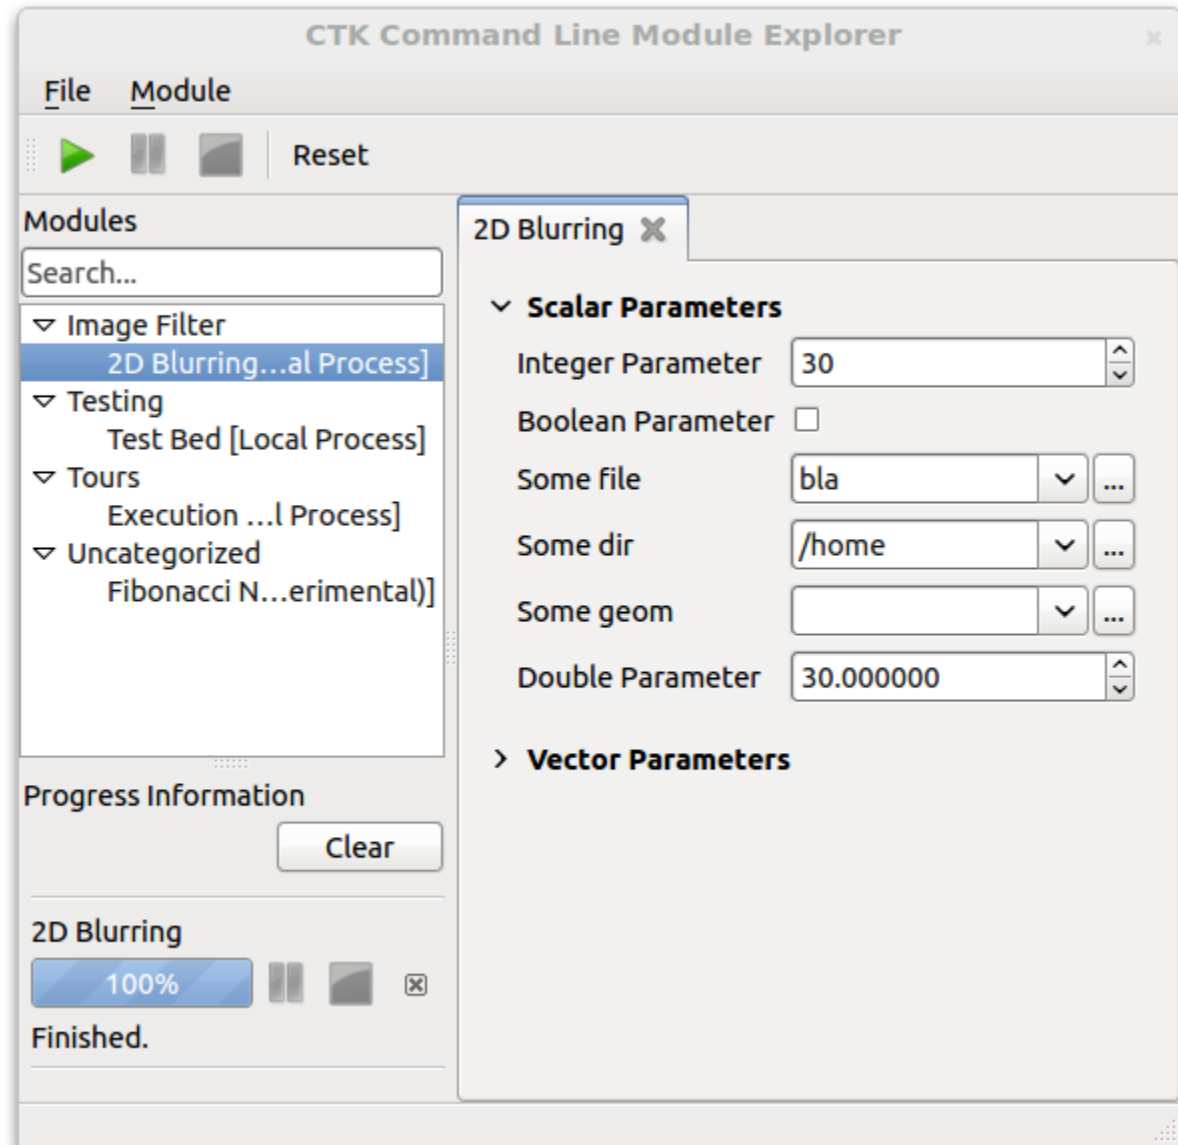 CTK Command Line Module Explorer
File Module
Reset
Modules
Search...
Image Filter
2D Blurring...al Process]
Testing
Test Bed [Local Process]
Tours
Execution ...l Process]
Uncategorized
Fibonacci N...erimental)]
Progress Information
Clear
2D Blurring
100%
Finished.
2D Blurring
Scalar Parameters
Integer Parameter 30
Boolean Parameter
Some file bla ...
Some dir /home ...
Some geom ...
Double Parameter 30.000000
Vector Parameters